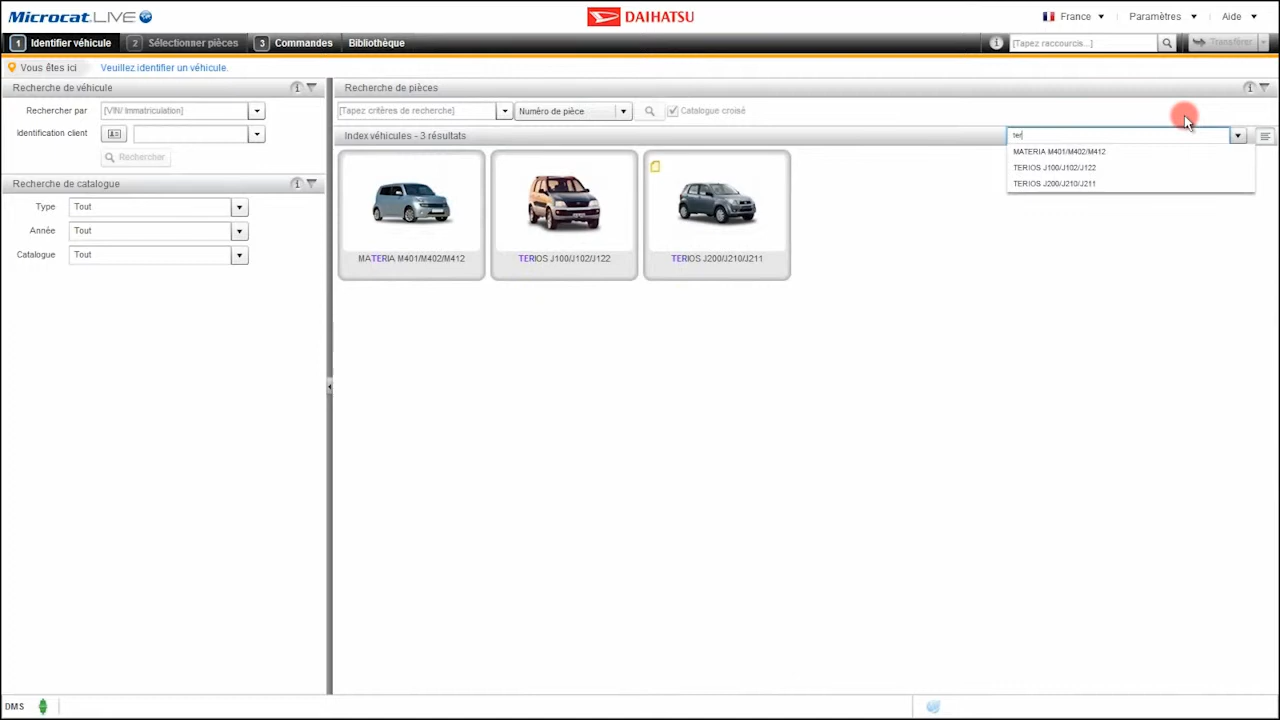 Microcat.LIVE
DAIHATSU
France
Paramètres
Aide
1 Identifier véhicule
2 Sélectionner pièces
3 Commandes
Bibliothèque
[Tapez raccourcis...]
Transférer
Vous êtes ici
Veuillez identifier un véhicule.
Recherche de véhicule
Rechercher par
[VIN/ Immatriculation]
Identification client
Rechercher
Recherche de catalogue
Type
Tout
Année
Tout
Catalogue
Tout
Recherche de pièces
[Tapez critères de recherche]
Numéro de pièce
Catalogue croisé
Index véhicules - 3 résultats
ter
MATERIA M401/M402/M412
TERIOS J100/J102/J122
TERIOS J200/J210/J211
MATERIA M401/M402/M412
TERIOS J100/J102/J122
TERIOS J200/J210/J211
DMS